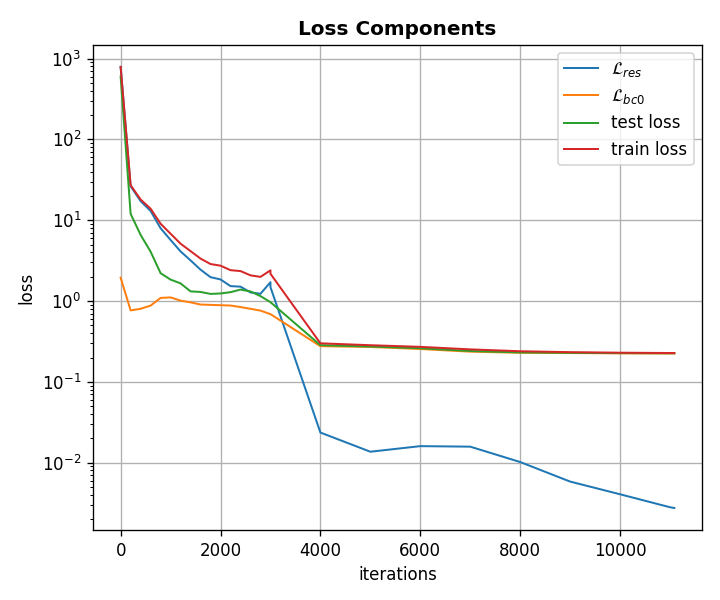 Loss Components
loss
10³
10²
10¹
10⁰
10⁻¹
10⁻²
ℒ_res
ℒ_bc0
test loss
train loss
0 2000 4000 6000 8000 10000
iterations